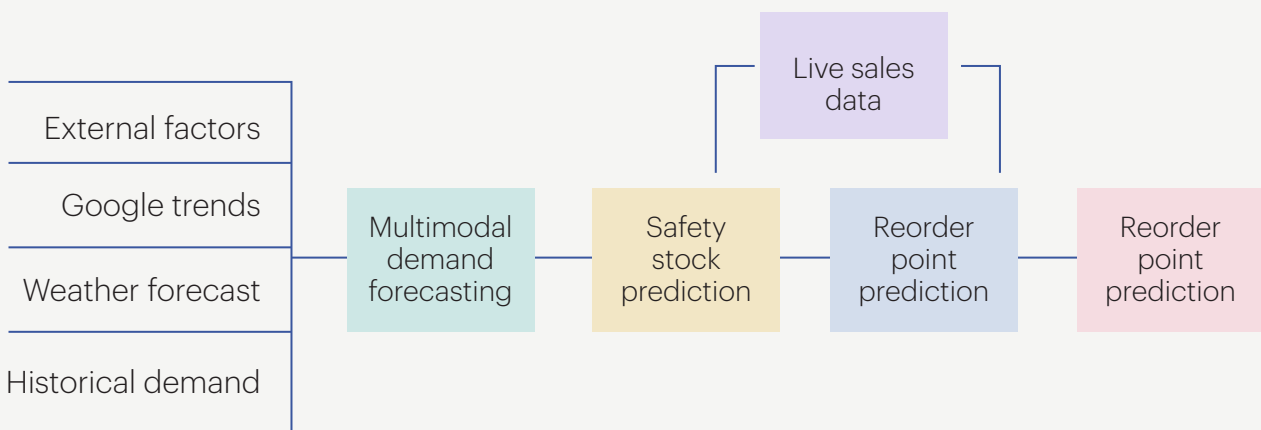 Live sales
data
External factors
Google trends
Weather forecast
Historical demand
Multimodal
demand
forecasting
Safety
stock
prediction
Reorder
point
prediction
Reorder
point
prediction